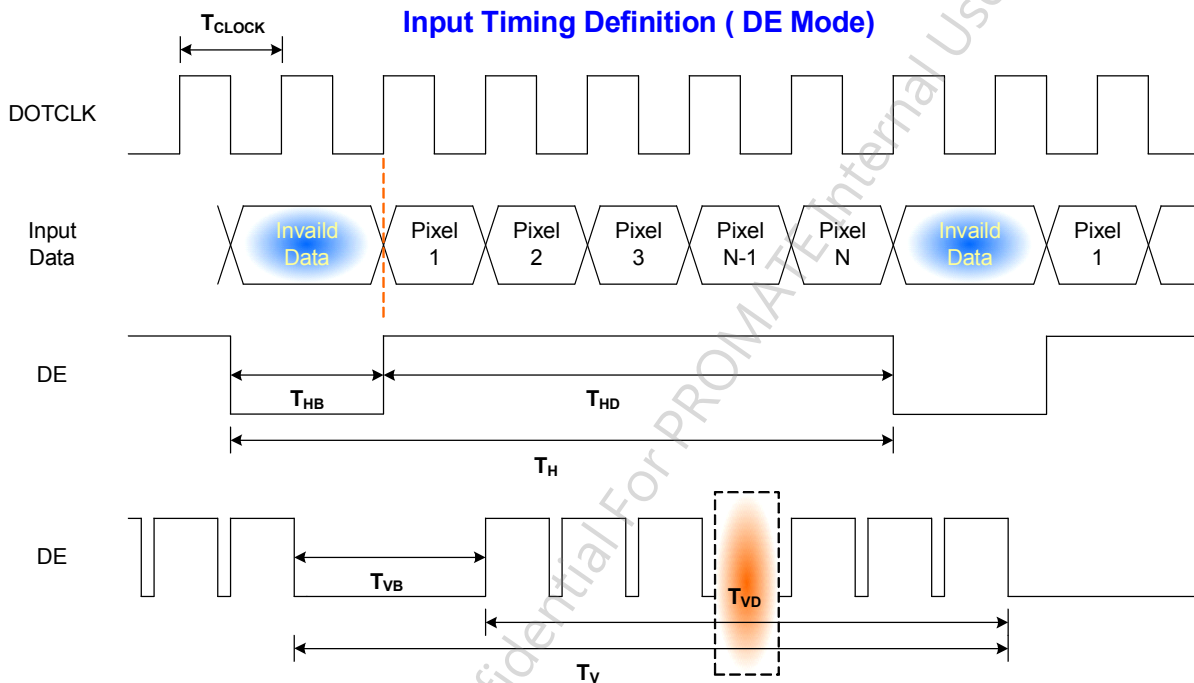 Input Timing Definition ( DE Mode)
TCLOCK
DOTCLK
Input
Data
Invaild
Data
Pixel
1
Pixel
2
Pixel
3
Pixel
N-1
Pixel
N
Invaild
Data
Pixel
1
DE
THB
THD
TH
DE
TVB
TVD
TV
nfidential For PROMATE Internal Use